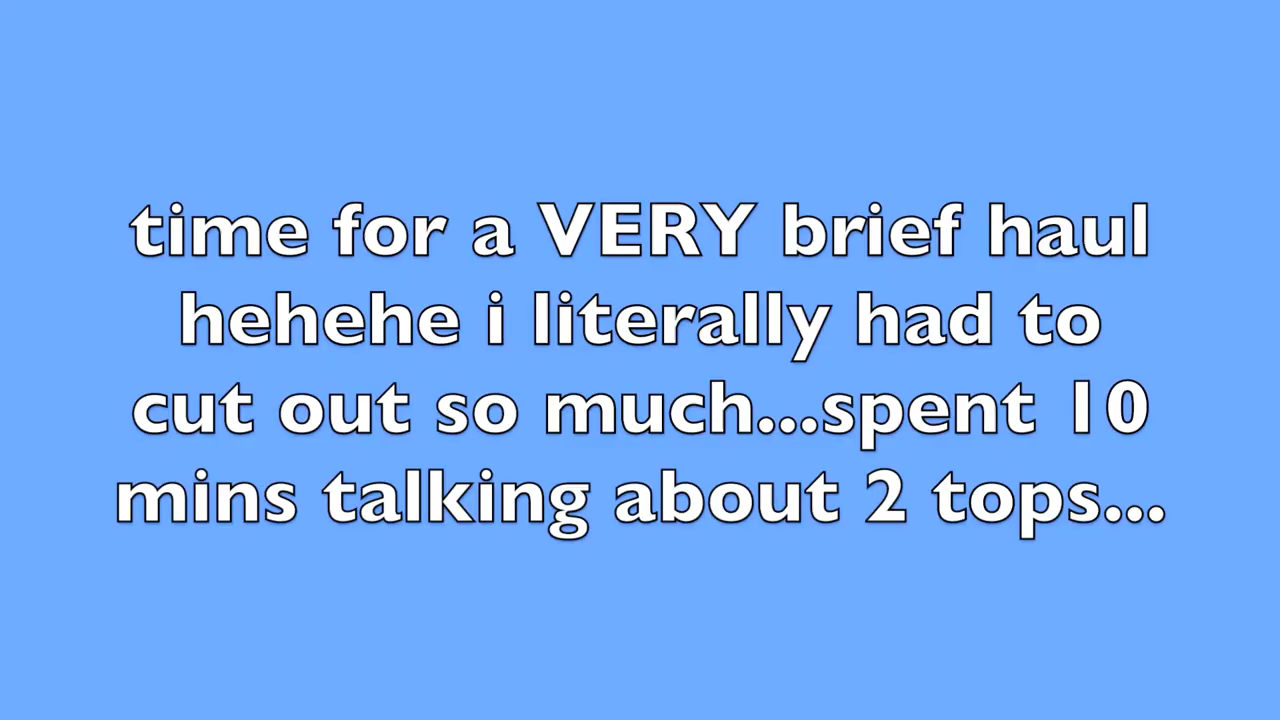 time for a VERY brief haul
hehehe i literally had to
cut out so much...spent 10
mins talking about 2 tops...